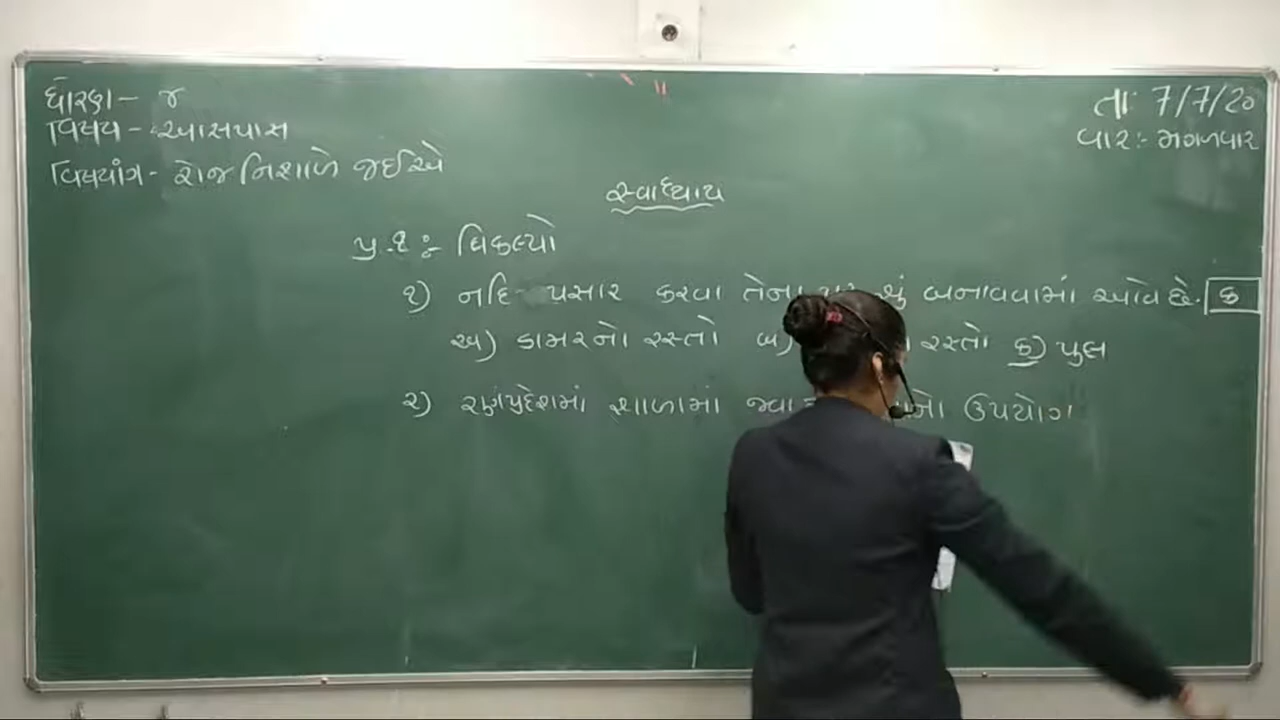 ધોરણ - ૪
તા: 7/7/20
વિષય - આસપાસ
વાર:- મંગળવાર
વિષયાંગ - રોજ નિશાળે જઈએ
સ્વાધ્યાય
પ્ર.૧ :- વિકલ્પો
૧) નદિ પસાર કરવા તેના શું બનાવવામાં આવે છે. ક
અ) ડામરનો રસ્તો બ) રસ્તો ક) પુલ
૨) રણપ્રદેશમાં શાળામાં ઉપયોગ